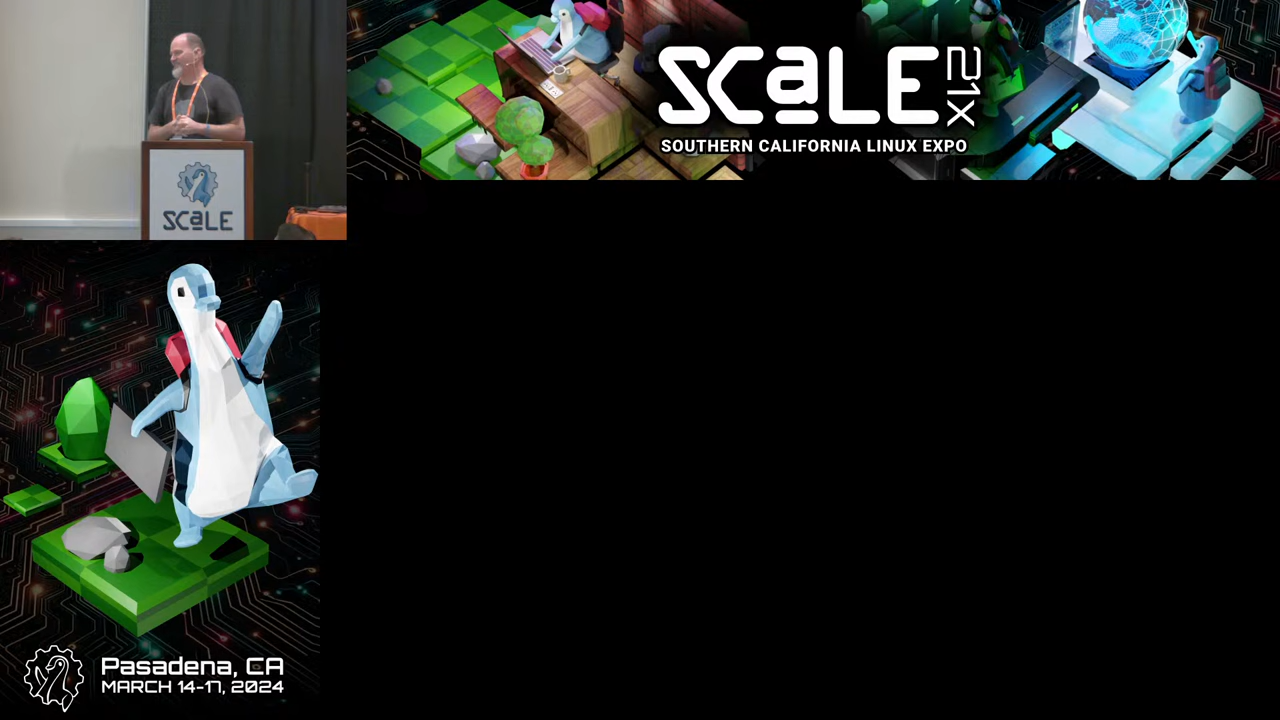 SCaLE 21X
SOUTHERN CALIFORNIA LINUX EXPO
SCaLE
Pasadena, CA
MARCH 14-17, 2024